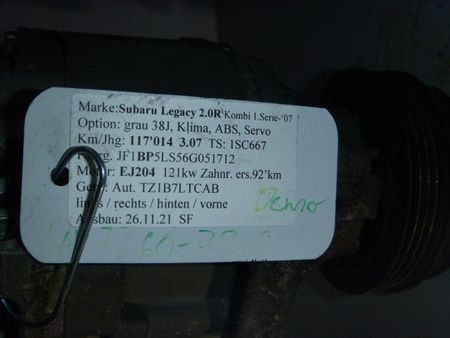 Marke:Subaru Legacy 2.0R Kombi 1.Serie-'07
Option: grau 38J, Klima, ABS, Servo
Km/Jhg: 117'014 3.07 TS: 1SC667
JF1BP5LS56G051712
EJ204 121kw Zahnr. ers.92'km
Aut. TZ1B7LTCAB
links / rechts / hinten / vorne
Ausbau: 26.11.21 SF
Denso